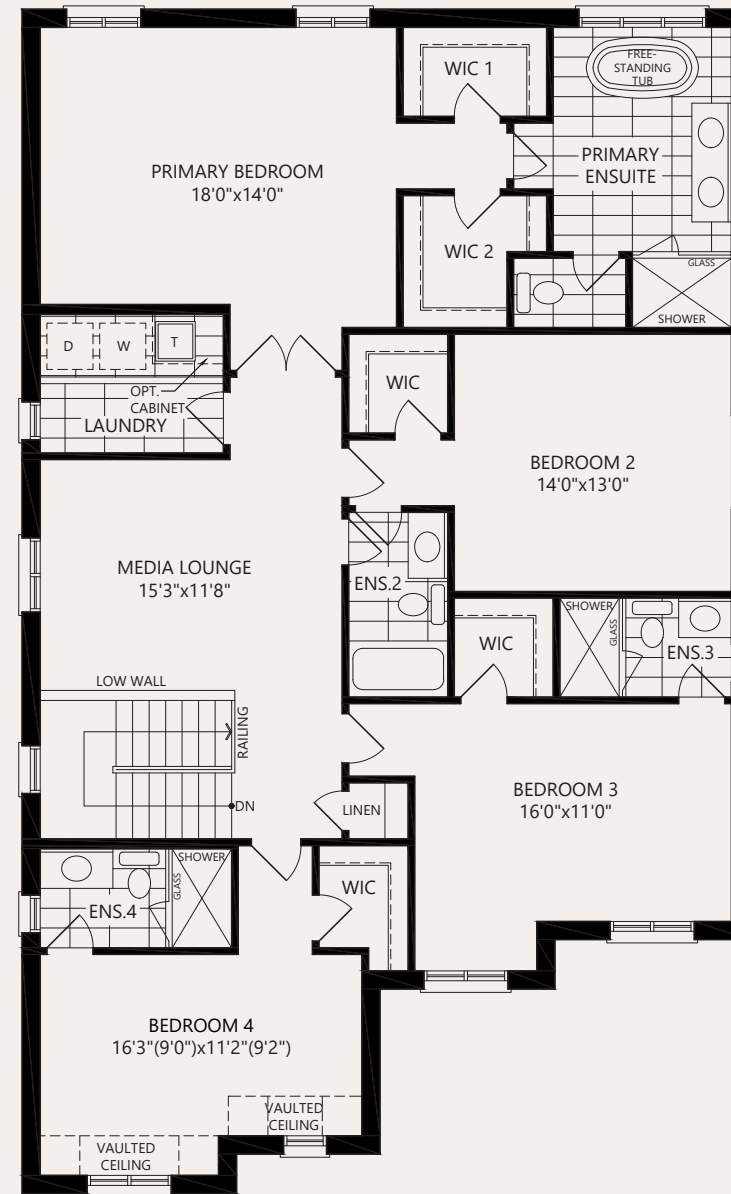 WIC 1
FREE-
STANDING
TUB
PRIMARY BEDROOM
18'0"x14'0"
PRIMARY
ENSUITE
WIC 2
GLASS
SHOWER
D
W
T
OPT.
CABINET
LAUNDRY
WIC
BEDROOM 2
14'0"x13'0"
MEDIA LOUNGE
15'3"x11'8"
ENS.2
WIC
SHOWER
GLASS
ENS.3
LOW WALL
RAILING
DN
LINEN
BEDROOM 3
16'0"x11'0"
SHOWER
GLASS
ENS.4
WIC
BEDROOM 4
16'3"(9'0")x11'2"(9'2")
VAULTED
CEILING
VAULTED
CEILING